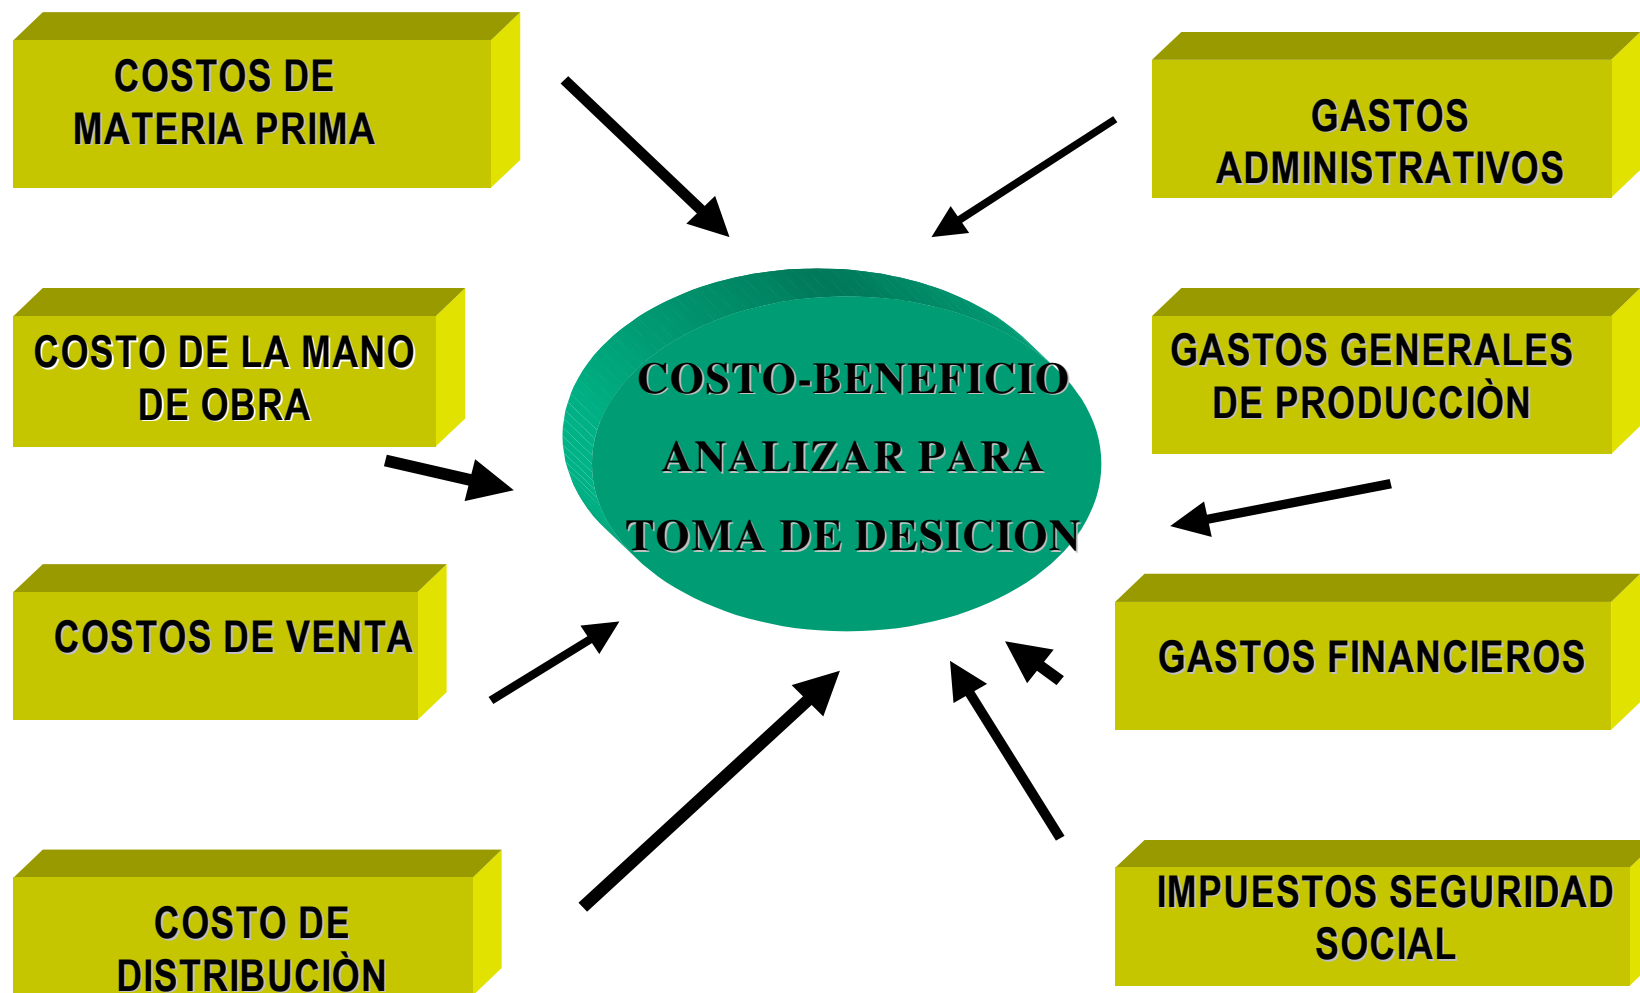 COSTOS DE
MATERIA PRIMA
GASTOS
ADMINISTRATIVOS
COSTO DE LA MANO
DE OBRA
COSTO-BENEFICIO
ANALIZAR PARA
TOMA DE DESICION
GASTOS GENERALES
DE PRODUCCIÒN
COSTOS DE VENTA
GASTOS FINANCIEROS
COSTO DE
DISTRIBUCIÒN
IMPUESTOS SEGURIDAD
SOCIAL